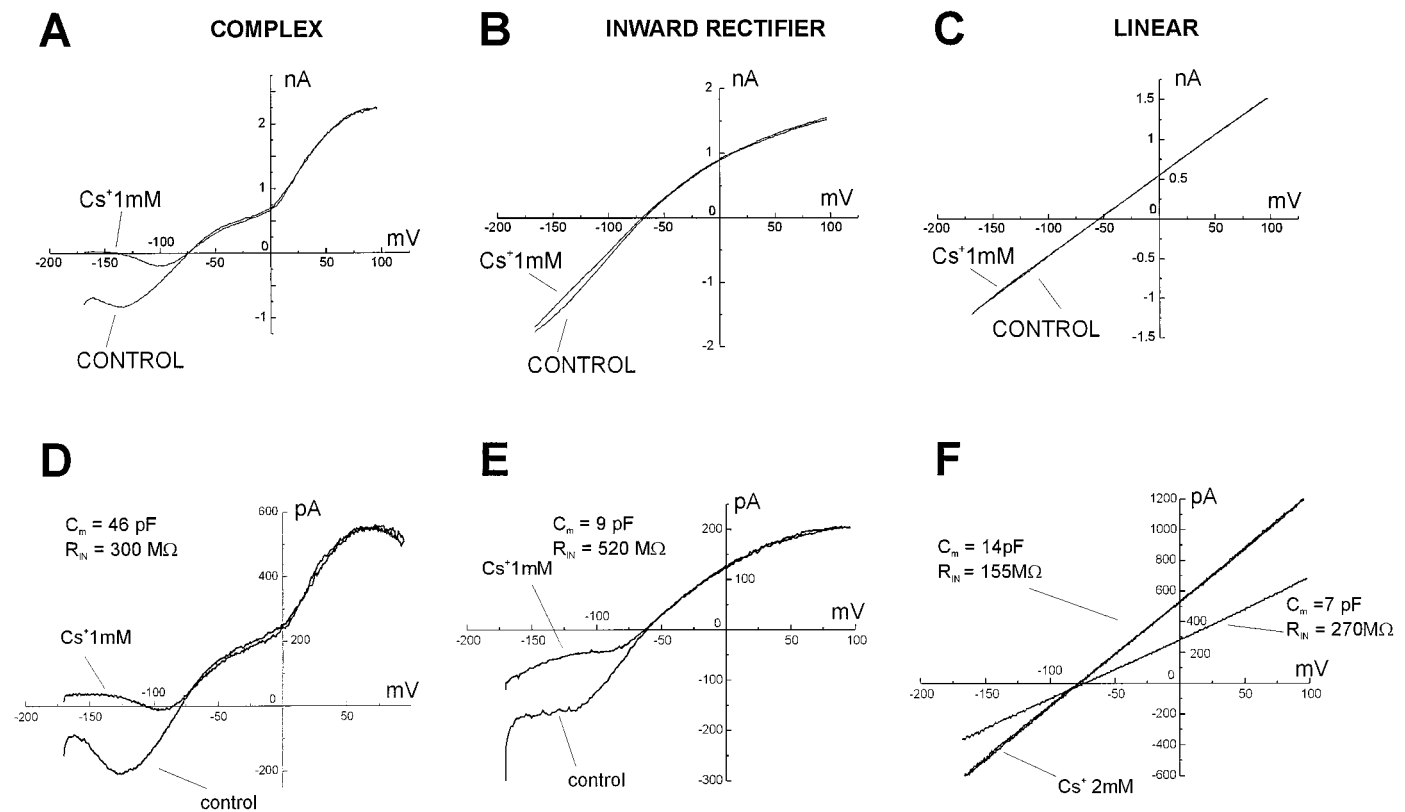 A COMPLEX
nA
2
1
0
Cs⁺1mM
-100
mV
-200 -150 -50 50 100
-1
CONTROL
B INWARD RECTIFIER
nA
2
1
0
mV
-200 -150 -100 -50 50 100
Cs⁺1mM
-1
CONTROL
-2
C LINEAR
nA
1.5
1
0.5
0
mV
-200 -150 -100 -50 50 100
Cs⁺1mM
-0.5
-1
CONTROL
-1.5
D
pA
600
Cm = 46 pF
RIN = 300 MΩ
400
Cs⁺1mM
200
-100
0
mV
-200 -150 -50 50
-200
control
E
pA
Cm = 9 pF
RIN = 520 MΩ
200
Cs⁺1mM
100
-100
mV
0
-200 -150 -50 50 100
-100
-200
control
-300
F
pA
1200
1000
Cm = 14pF
RIN = 155MΩ
800
600
Cm =7 pF
400
RIN = 270MΩ
200
-100
mV
0
-200 -150 -50 50 100
-200
-400
Cs⁺ 2mM
-600